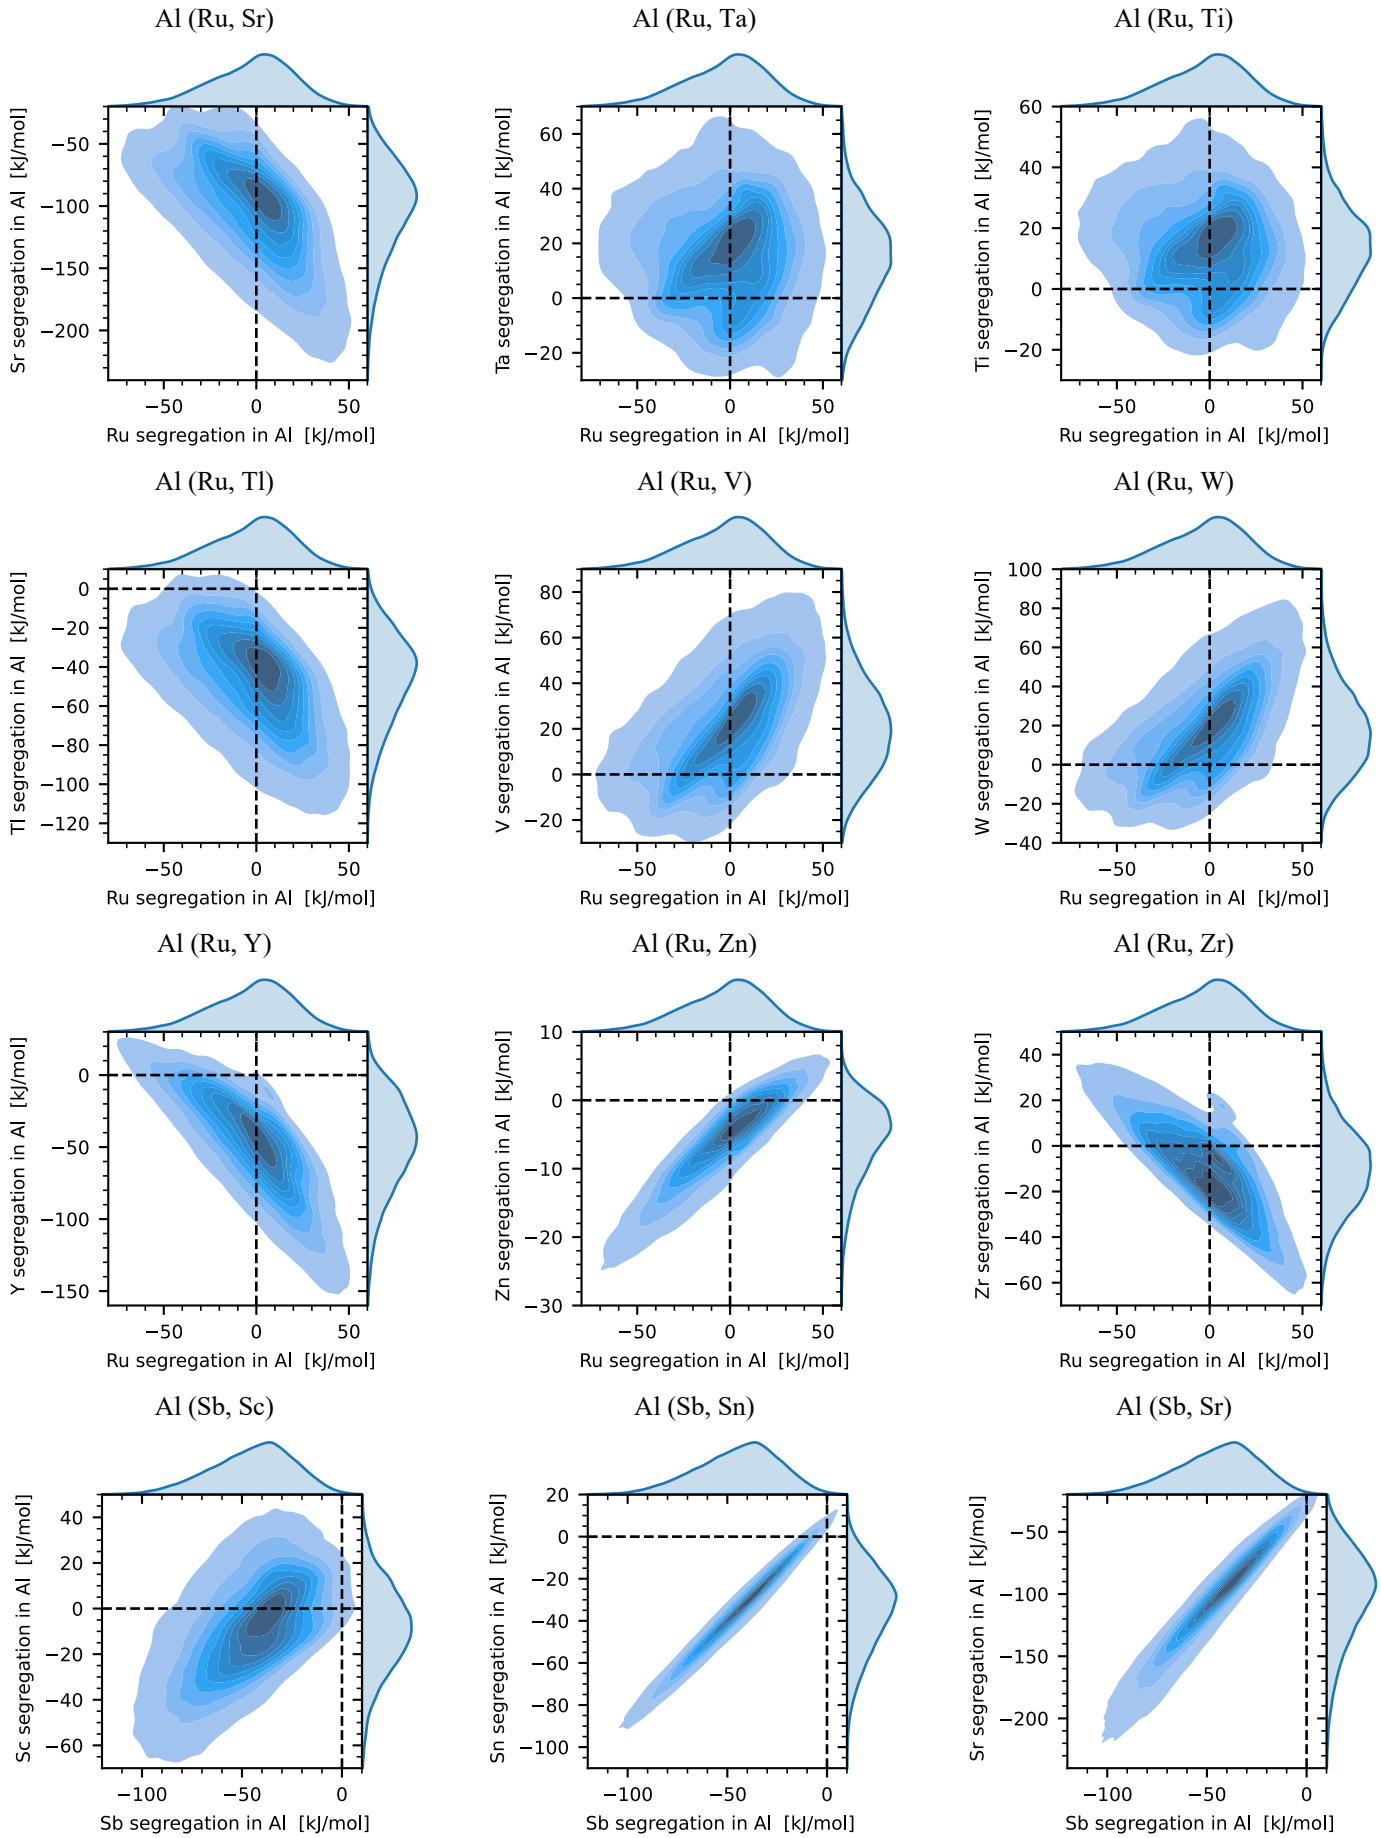 Al (Ru, Sr)
Al (Ru, Ta)
Al (Ru, Ti)
Sr segregation in Al [kJ/mol]
−50
−100
−150
−200
−50 0 50
Ru segregation in Al [kJ/mol]
Ta segregation in Al [kJ/mol]
60
40
20
0
−20
−50 0 50
Ru segregation in Al [kJ/mol]
Ti segregation in Al [kJ/mol]
60
40
20
0
−20
−50 0 50
Ru segregation in Al [kJ/mol]
Al (Ru, Tl)
Al (Ru, V)
Al (Ru, W)
Tl segregation in Al [kJ/mol]
0
−20
−40
−60
−80
−100
−120
−50 0 50
Ru segregation in Al [kJ/mol]
V segregation in Al [kJ/mol]
80
60
40
20
0
−20
−50 0 50
Ru segregation in Al [kJ/mol]
W segregation in Al [kJ/mol]
100
80
60
40
20
0
−20
−40
−50 0 50
Ru segregation in Al [kJ/mol]
Al (Ru, Y)
Al (Ru, Zn)
Al (Ru, Zr)
Y segregation in Al [kJ/mol]
0
−50
−100
−150
−50 0 50
Ru segregation in Al [kJ/mol]
Zn segregation in Al [kJ/mol]
10
0
−10
−20
−30
−50 0 50
Ru segregation in Al [kJ/mol]
Zr segregation in Al [kJ/mol]
40
20
0
−20
−40
−60
−50 0 50
Ru segregation in Al [kJ/mol]
Al (Sb, Sc)
Al (Sb, Sn)
Al (Sb, Sr)
Sc segregation in Al [kJ/mol]
40
20
0
−20
−40
−60
−100 −50 0
Sb segregation in Al [kJ/mol]
Sn segregation in Al [kJ/mol]
20
0
−20
−40
−60
−80
−100
−100 −50 0
Sb segregation in Al [kJ/mol]
Sr segregation in Al [kJ/mol]
−50
−100
−150
−200
−100 −50 0
Sb segregation in Al [kJ/mol]